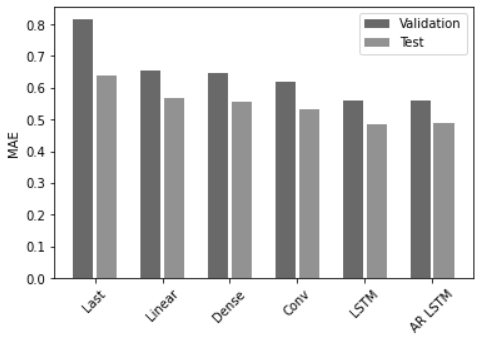 0.8
0.7
0.6
0.5
0.4
0.3
0.2
0.1
0.0
MAE
Validation
Test
Last
Linear
Dense
Conv
LSTM
AR LSTM